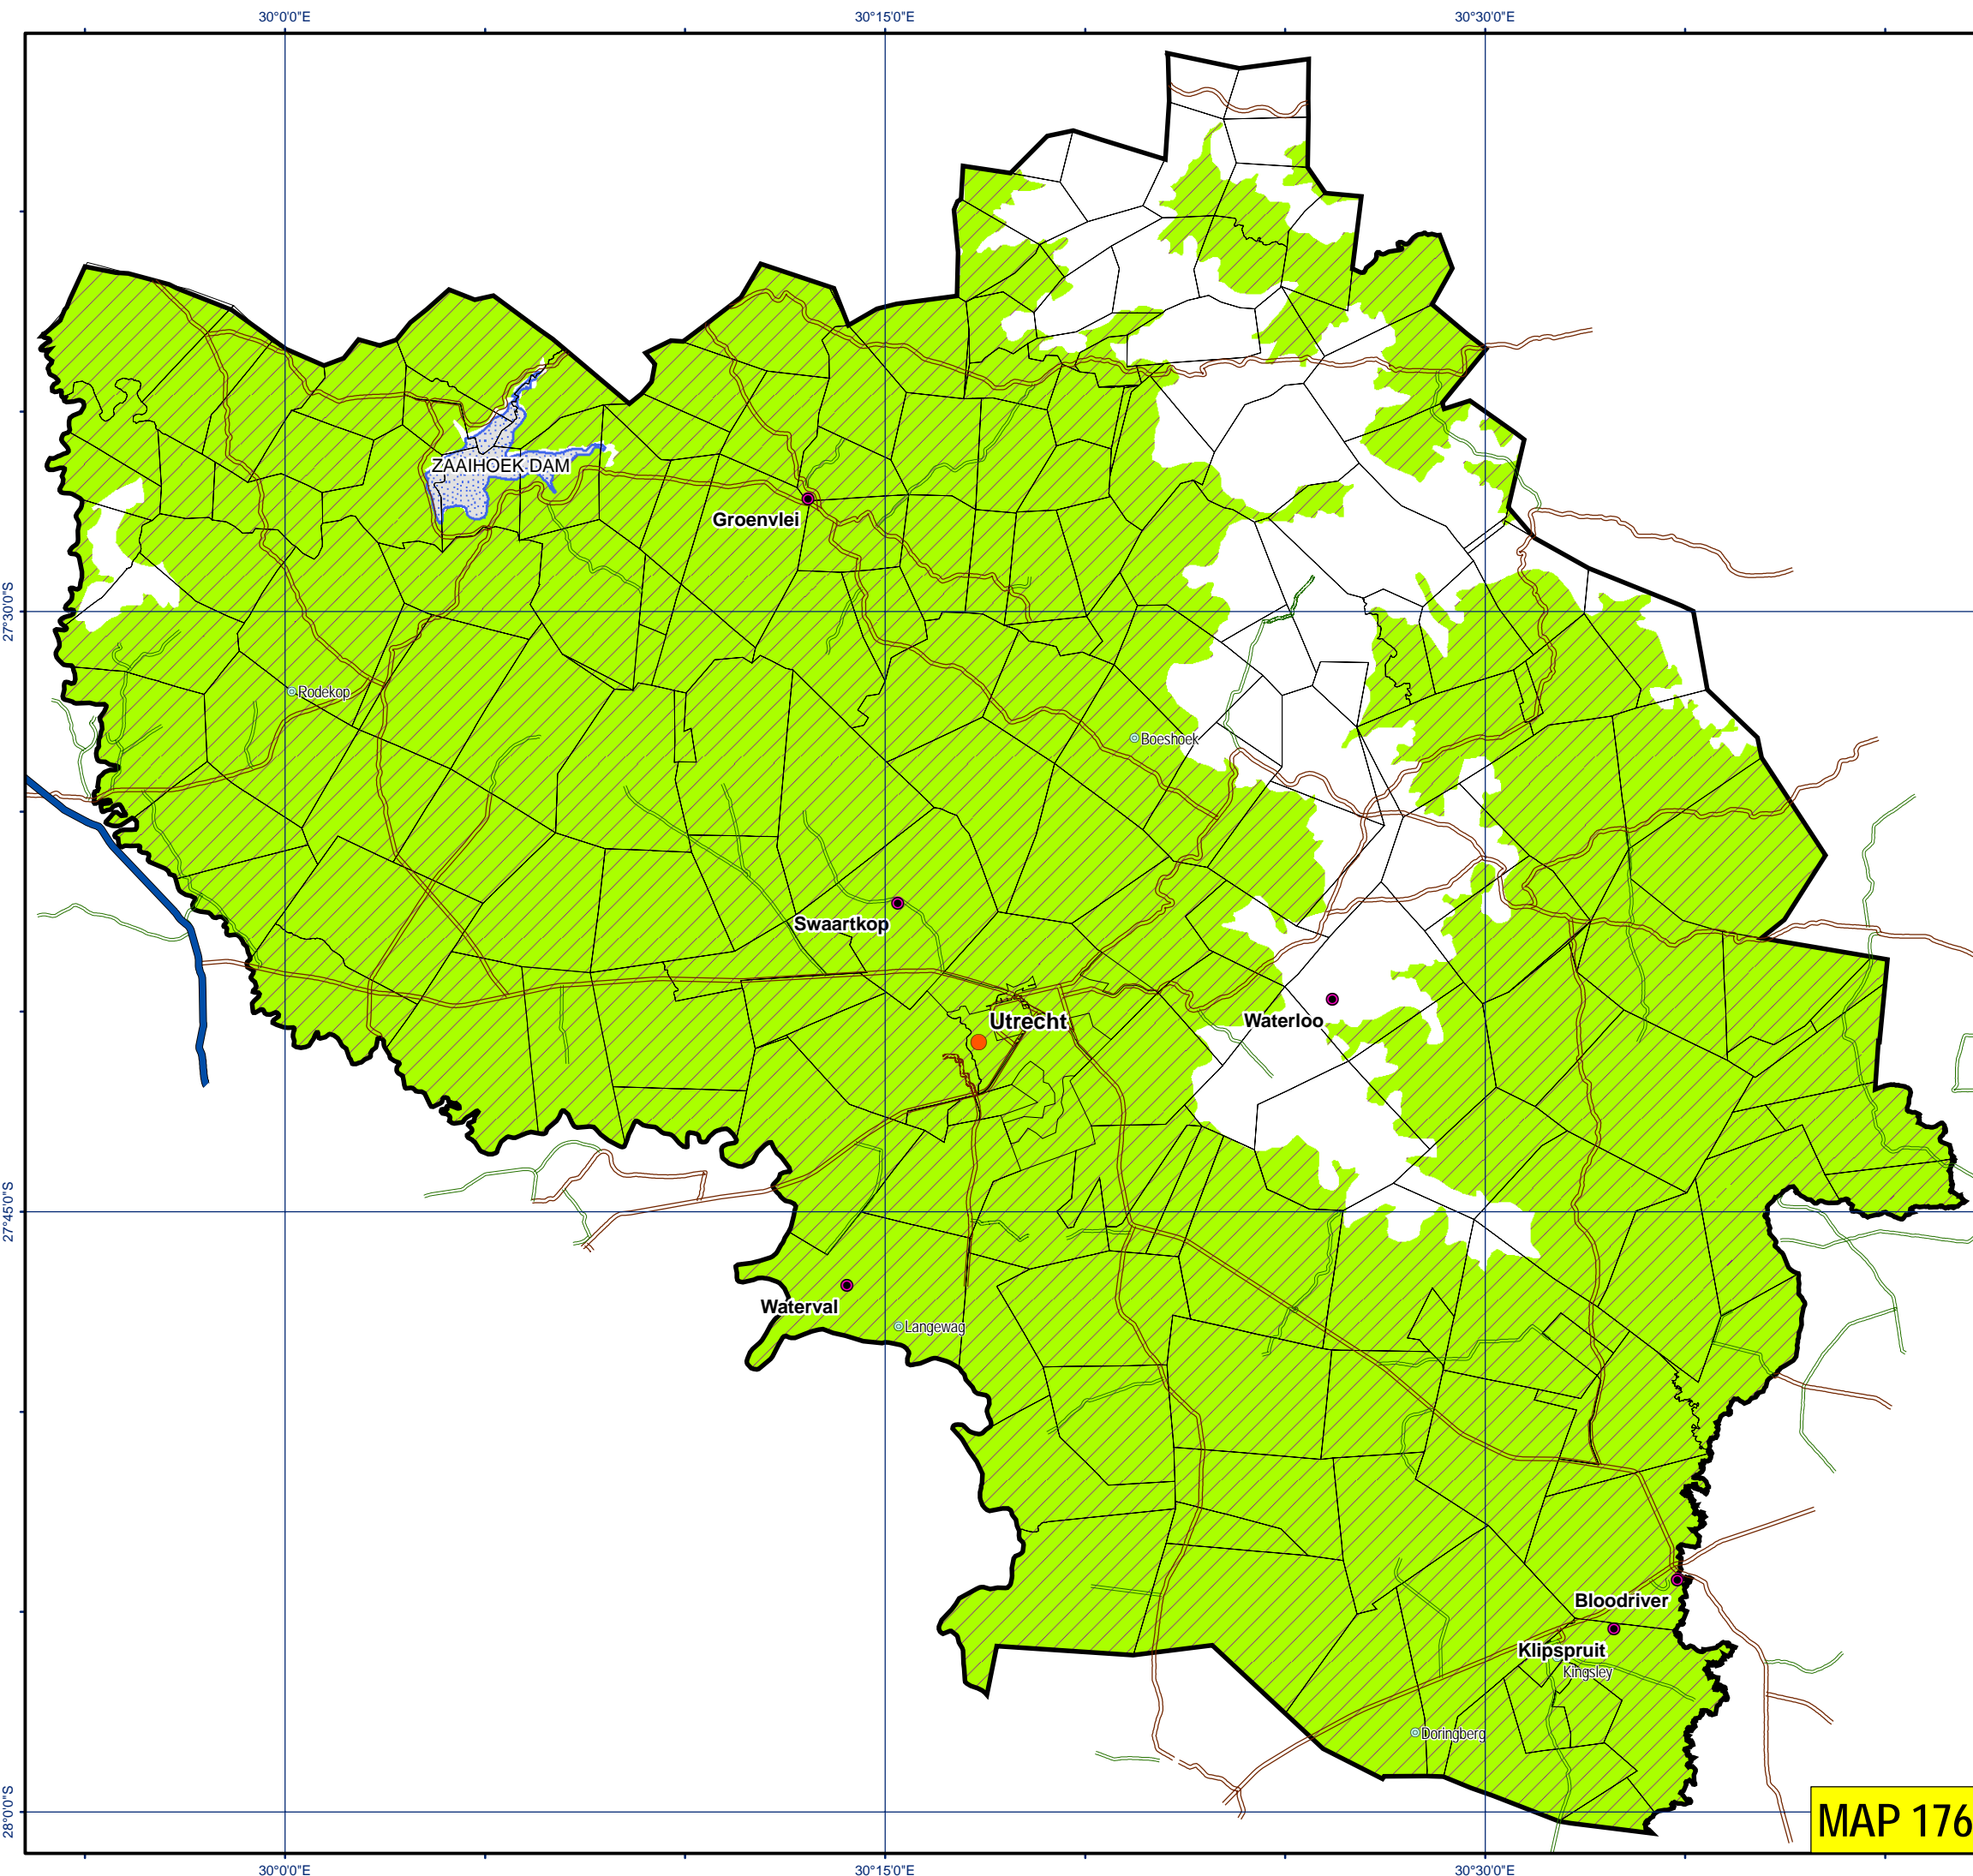 30°0'0"E 30°15'0"E 30°30'0"E
ZAAIHOEK DAM
Groenvlei
27°30'0"S
Rodekop
Boeshoek
Swaartkop
Utrecht
Waterloo
27°45'0"S
Waterval
Langewag
Bloodriver
Klipspruit
Kingsley
Doringberg
28°0'0"S
MAP 176
30°0'0"E 30°15'0"E 30°30'0"E